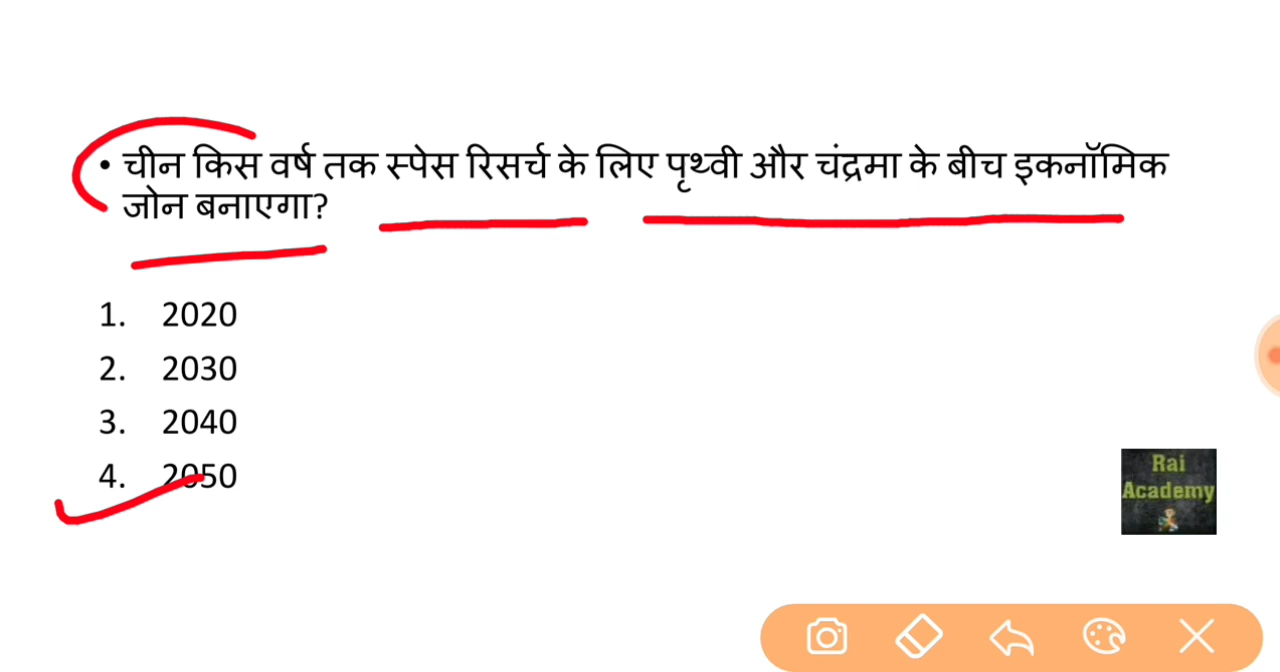 • चीन किस वर्ष तक स्पेस रिसर्च के लिए पृथ्वी और चंद्रमा के बीच इकनॉमिक
जोन बनाएगा?
1. 2020
2. 2030
3. 2040
4. 2050
Rai
Academy